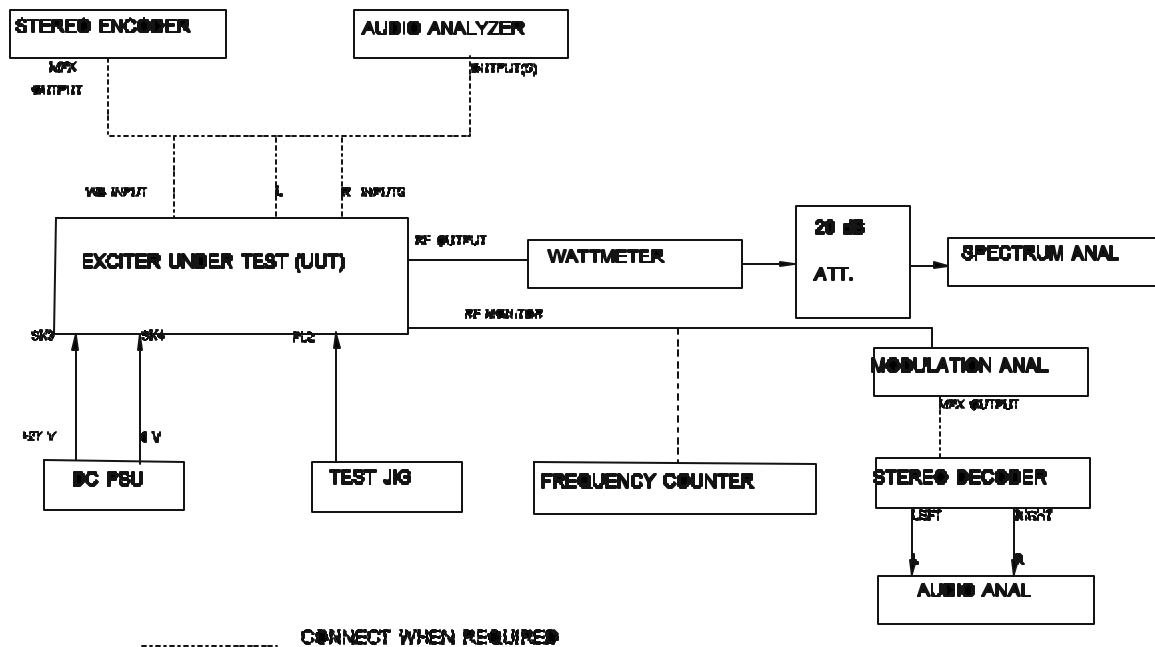 STEREO ENCODER
AUDIO ANALYZER
MPX
OUTPUT
OUTPUT(S)
L
R INPUTS
RF OUTPUT
EXCITER UNDER TEST (UUT)
WATTMETER
20 dB
ATT.
SPECTRUM ANAL
RF MONITOR
SK3
SK4
PL2
MODULATION ANAL
MPX OUTPUT
DC PSU
TEST JIG
FREQUENCY COUNTER
STEREO DECODER
LEFT
RIGHT
L
R
AUDIO ANAL
CONNECT WHEN REQUIRED